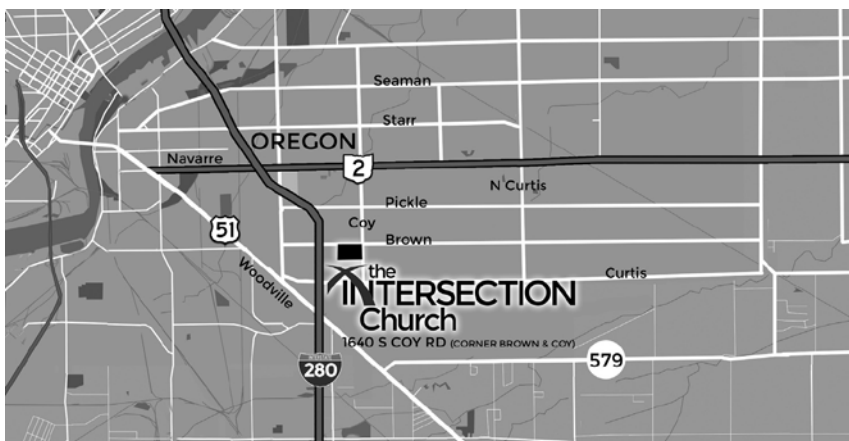 Seaman
Starr
OREGON
Navarre
2
N Curtis
Pickle
Coy
51
Brown
Woodville
the
Curtis
INTERSECTION
Church
1640 S COY RD (CORNER BROWN & COY)
579
280